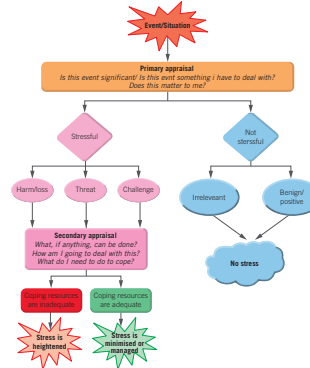 Event/Situation
Primary appraisal
Is this event significant/ Is this evemt something i have to deal with?
Does this matter to me?
Stressful
Not
sterssful
Harm/loss
Threat
Challenge
Irreleveant
Benign/
positive
Secondary appraisal
What, if anything, can be done?
How am I going to deal with this?
What do I need to do to cope?
No stress
Coping resources
are inadequate
Coping resources
are adequate
Stress is
heightened
Stress is
minimised or
managed